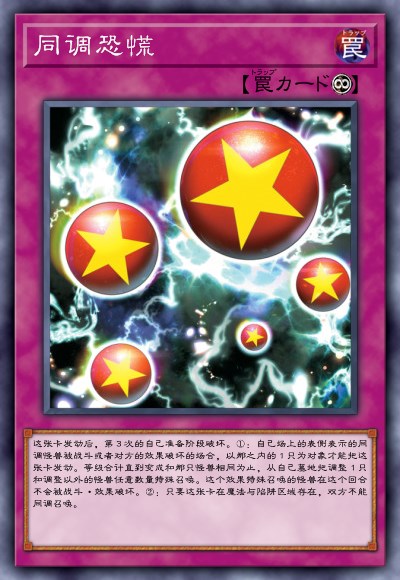 同调恐慌
トラップ
罠
トラップ
【罠カード】
这张卡发动后，第3次的自己准备阶段破坏。①：自己场上的表侧表示的同
调怪兽被战斗或者对方的效果破坏的场合，以那之内的1只为对象才能把这
张卡发动。等级合计直到变成和那只怪兽相同为止，从自己墓地把调整1只
和调整以外的怪兽任意数量特殊召唤。这个效果特殊召唤的怪兽在这个回合
不会被战斗·效果破坏。②：只要这张卡在魔法与陷阱区域存在，双方不能
同调召唤。